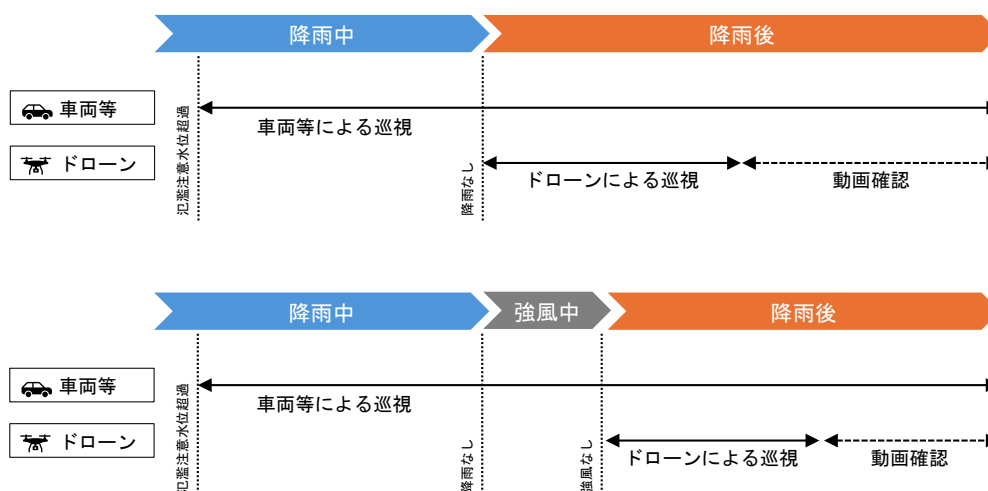 降雨中
降雨後
車両等
氾濫注意水位超過
車両等による巡視
ドローン
降雨なし
ドローンによる巡視
動画確認
降雨中
強風中
降雨後
車両等
氾濫注意水位超過
車両等による巡視
ドローン
降雨なし
強風なし
ドローンによる巡視
動画確認